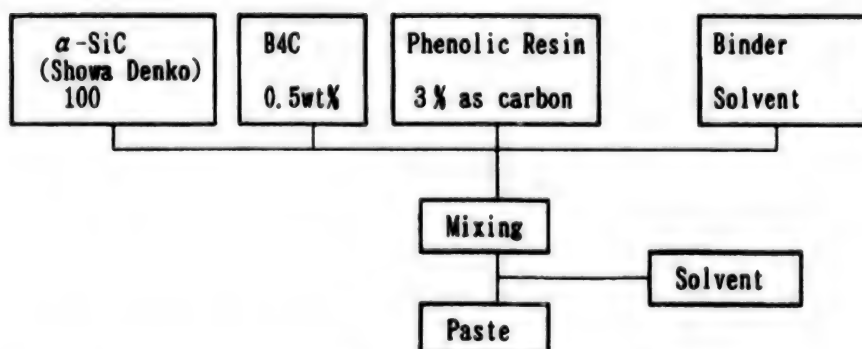 α-SiC
(Showa Denko)
100
B4C
0.5wt%
Phenolic Resin
3% as carbon
Binder
Solvent
Mixing
Solvent
Paste